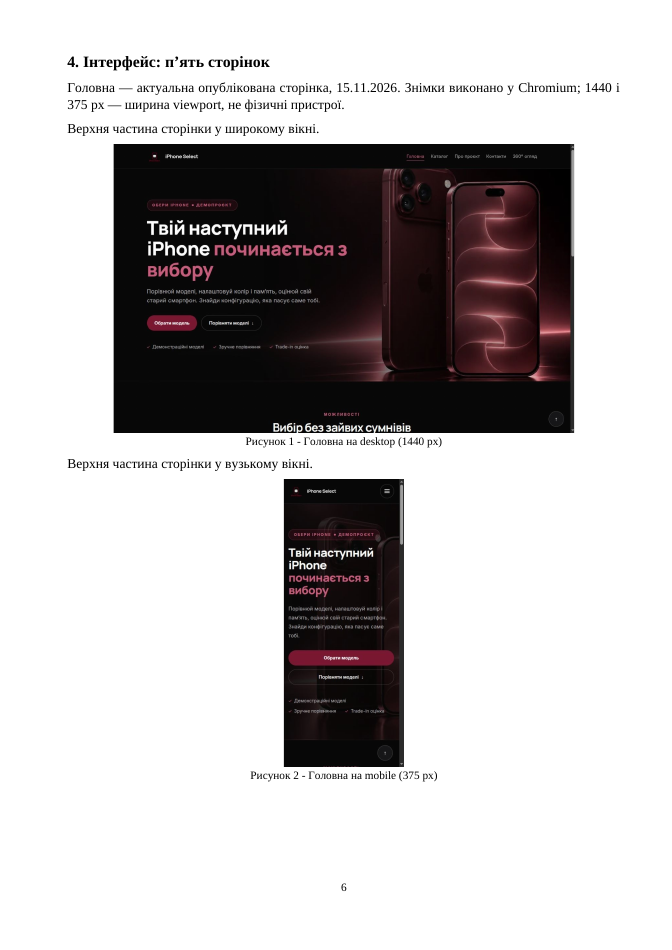 4. Інтерфейс: п’ять сторінок
Головна — актуальна опублікована сторінка, 15.11.2026. Знімки виконано у Chromium; 1440 і
375 px — ширина viewport, не фізичні пристрої.
Верхня частина сторінки у широкому вікні.
iPhone Select
Головна Каталог Про проєкт Контакти 360° огляд
ОБЕРИ IPHONE • ДЕМОПРОЄКТ
Твій наступний
iPhone починається з
вибору
Порівняй моделі, налаштовуй колір і пам'ять, оцінюй свій
старий смартфон. Знайди конфігурацію, яка пасує саме тобі.
Обрати модель Порівняти моделі ↓
✓ Демонстраційні моделі ✓ Зручне порівняння ✓ Trade-in оцінка
МОЖЛИВОСТІ
Вибір без зайвих сумнівів
↑
Рисунок 1 - Головна на desktop (1440 px)
Верхня частина сторінки у вузькому вікні.
iPhone Select
ОБЕРИ IPHONE • ДЕМОПРОЄКТ
Твій наступний
iPhone
починається з
вибору
Порівняй моделі, налаштовуй колір і
пам'ять, оцінюй свій старий смартфон.
Знайди конфігурацію, яка пасує саме
тобі.
Обрати модель
Порівняти моделі ↓
✓ Демонстраційні моделі
✓ Зручне порівняння ✓ Trade-in оцінка
↑
Рисунок 2 - Головна на mobile (375 px)
6